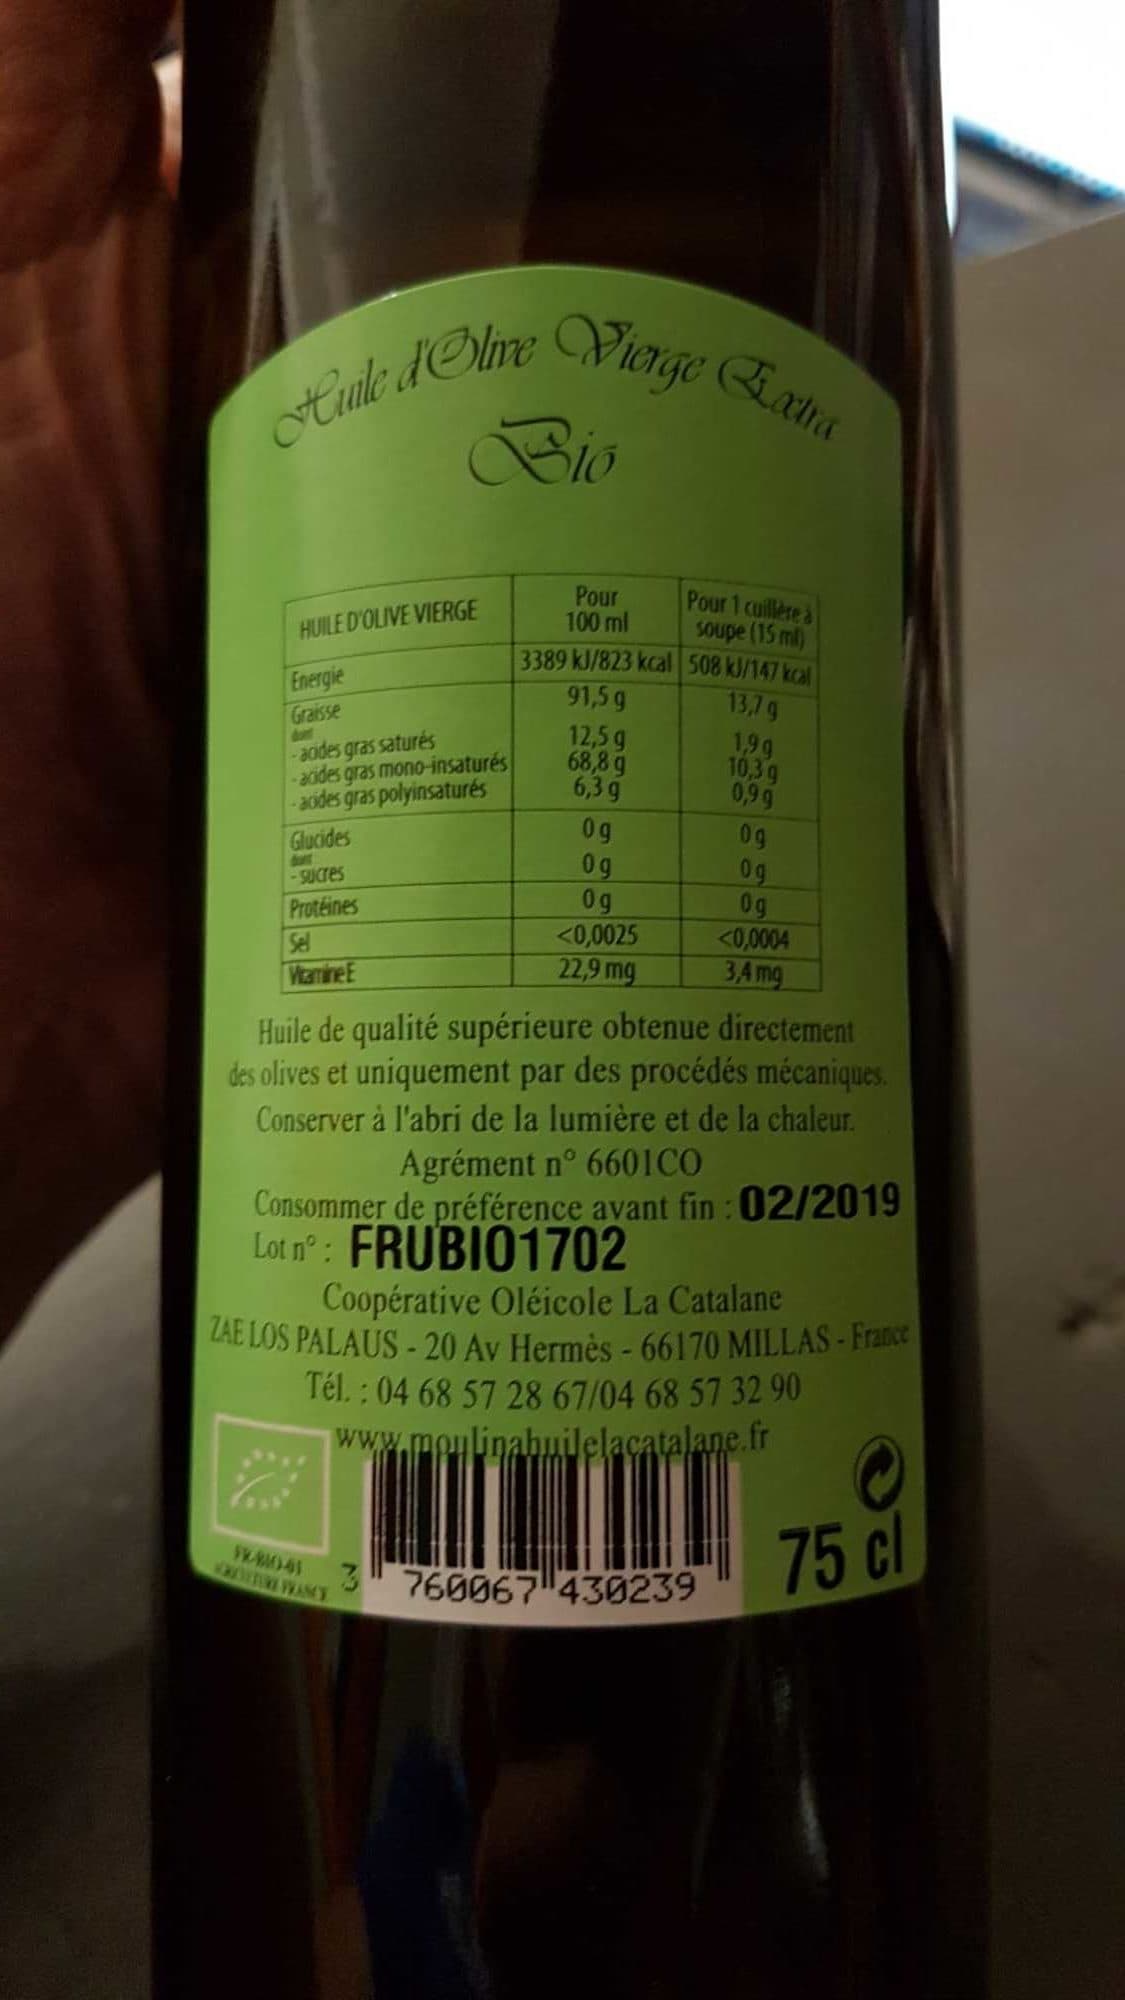 Huile d'Olive Vierge Extra
Bio
HUILE D'OLIVE VIERGE Pour 100 ml Pour 1 cuillère à soupe (15 ml)
Energie 3389 kJ/823 kcal 508 kJ/147 kcal
Graisse 91,5 g 13,7 g
dont
- acides gras saturés 12,5 g 1,9 g
- acides gras mono-insaturés 68,8 g 10,3 g
- acides gras polyinsaturés 6,3 g 0,9 g
Glucides 0 g 0 g
dont
- sucres 0 g 0 g
Protéines 0 g 0 g
Sel <0,0025 <0,0004
Vitamine E 22,9 mg 3,4 mg
Huile de qualité supérieure obtenue directement
des olives et uniquement par des procédés mécaniques.
Conserver à l'abri de la lumière et de la chaleur.
Agrément n° 6601CO
Consommer de préférence avant fin : 02/2019
Lot n° : FRUBIO1702
Coopérative Oléicole La Catalane
ZAE LOS PALAUS - 20 Av Hermès - 66170 MILLAS - France
Tél. : 04 68 57 28 67/04 68 57 32 90
www.moulinahuilelacatalane.fr
FR-BIO-01
FRANCE
3 760067 430239
75 cl